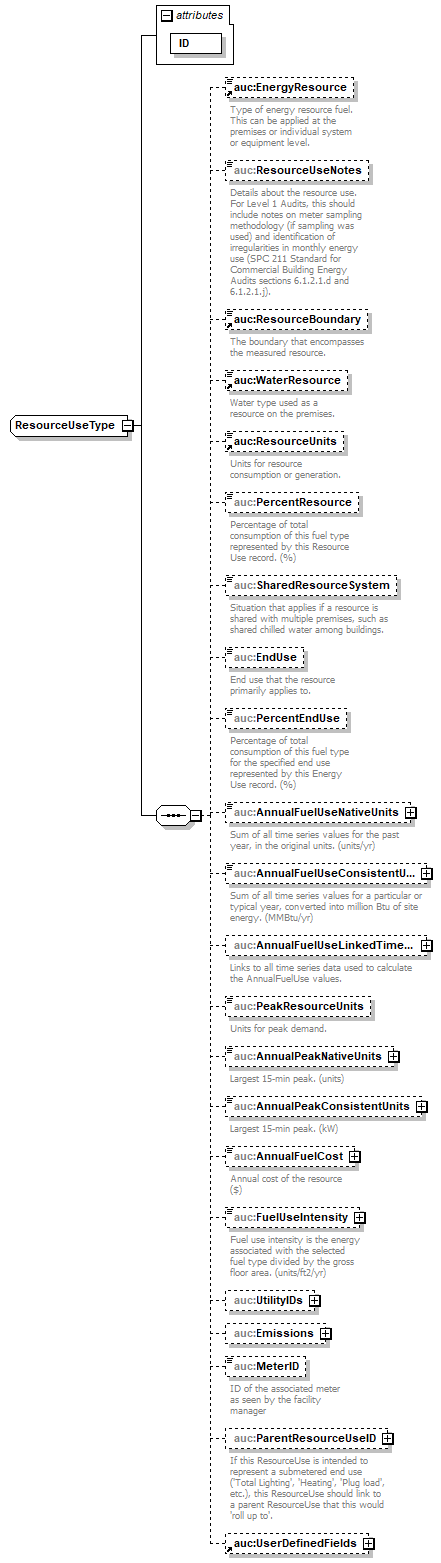 attributes
ID
auc:EnergyResource
Type of energy resource fuel.
This can be applied at the
premises or individual system
or equipment level.
auc:ResourceUseNotes
Details about the resource use.
For Level 1 Audits, this should
include notes on meter sampling
methodology (if sampling was
used) and identification of
irregularities in monthly energy
use (SPC 211 Standard for
Commercial Building Energy
Audits sections 6.1.2.1.d and
6.1.2.1.j).
auc:ResourceBoundary
The boundary that encompasses
the measured resource.
auc:WaterResource
Water type used as a
resource on the premises.
ResourceUseType
auc:ResourceUnits
Units for resource
consumption or generation.
auc:PercentResource
Percentage of total
consumption of this fuel type
represented by this Resource
Use record. (%)
auc:SharedResourceSystem
Situation that applies if a resource is
shared with multiple premises, such as
shared chilled water among buildings.
auc:EndUse
End use that the resource
primarily applies to.
auc:PercentEndUse
Percentage of total
consumption of this fuel type
for the specified end use
represented by this Energy
Use record. (%)
auc:AnnualFuelUseNativeUnits
Sum of all time series values for the past
year, in the original units. (units/yr)
auc:AnnualFuelUseConsistentU...
Sum of all time series values for a particular or
typical year, converted into million Btu of site
energy. (MMBtu/yr)
auc:AnnualFuelUseLinkedTime...
Links to all time series data used to calculate
the AnnualFuelUse values.
auc:PeakResourceUnits
Units for peak demand.
auc:AnnualPeakNativeUnits
Largest 15-min peak. (units)
auc:AnnualPeakConsistentUnits
Largest 15-min peak. (kW)
auc:AnnualFuelCost
Annual cost of the resource
($)
auc:FuelUseIntensity
Fuel use intensity is the energy
associated with the selected
fuel type divided by the gross
floor area. (units/ft2/yr)
auc:UtilityIDs
auc:Emissions
auc:MeterID
ID of the associated meter
as seen by the facility
manager
auc:ParentResourceUseID
If this ResourceUse is intended to
represent a submetered end use
('Total Lighting', 'Heating', 'Plug load',
etc.), this ResourceUse should link to
a parent ResourceUse that this would
'roll up to'.
auc:UserDefinedFields